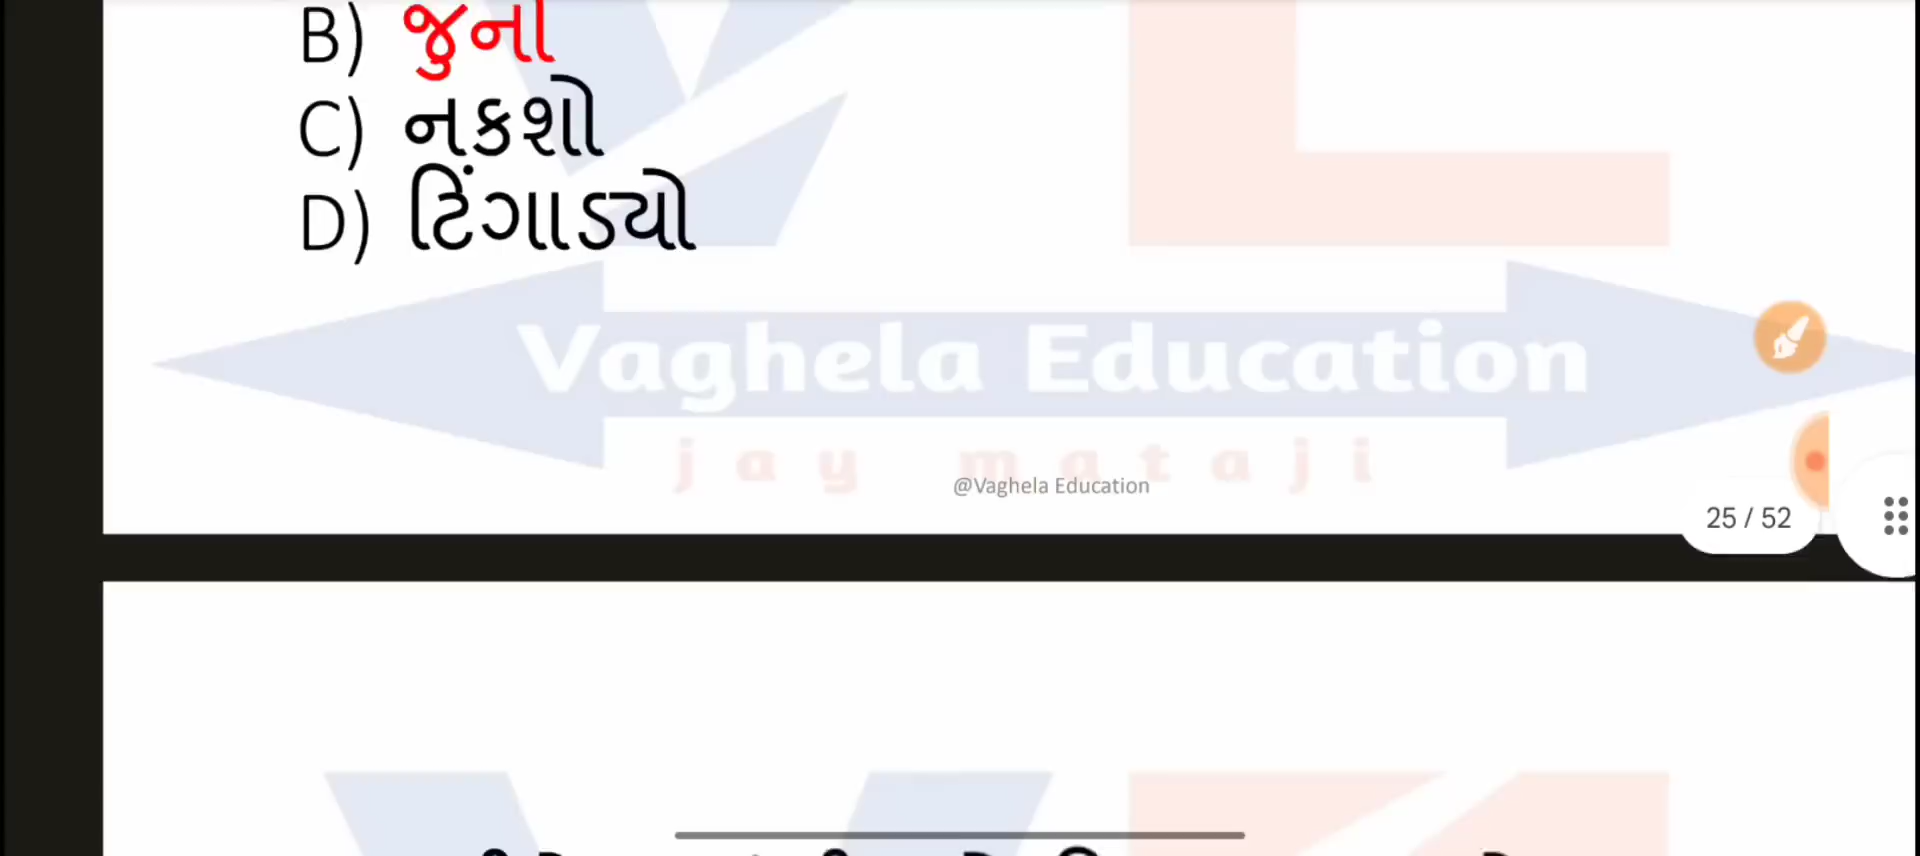 B) જુનો
C) નકશો
D) ટિંગાડ્યો
Vaghela Education
jay mataji
@Vaghela Education
25 / 52